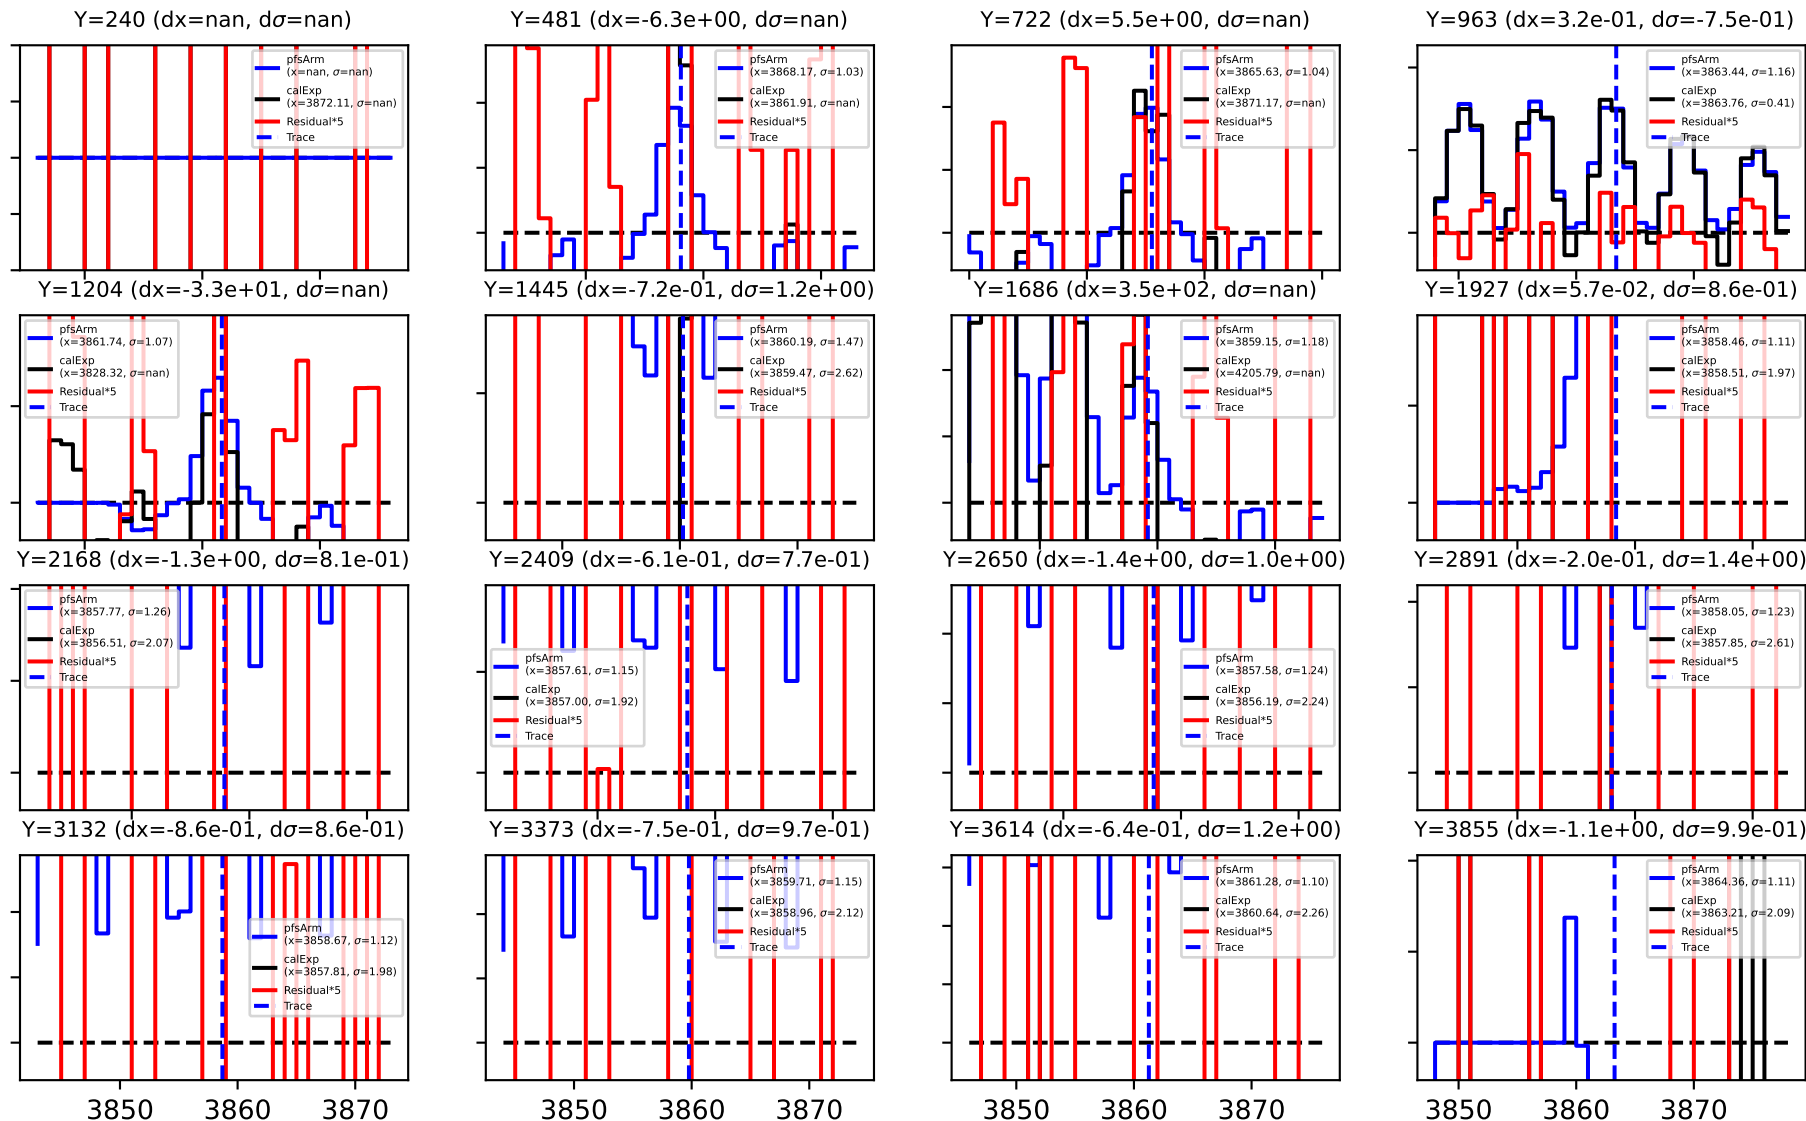 Y=240 (dx=nan, dσ=nan)
pfsArm
(x=nan, σ=nan)
calExp
(x=3872.11, σ=nan)
Residual*5
Trace
Y=481 (dx=-6.3e+00, dσ=nan)
pfsArm
(x=3868.17, σ=1.03)
calExp
(x=3861.91, σ=nan)
Residual*5
Trace
Y=722 (dx=5.5e+00, dσ=nan)
pfsArm
(x=3865.63, σ=1.04)
calExp
(x=3871.17, σ=nan)
Residual*5
Trace
Y=963 (dx=3.2e-01, dσ=-7.5e-01)
pfsArm
(x=3863.44, σ=1.16)
calExp
(x=3863.76, σ=0.41)
Residual*5
Trace
Y=1204 (dx=-3.3e+01, dσ=nan)
pfsArm
(x=3861.74, σ=1.07)
calExp
(x=3828.32, σ=nan)
Residual*5
Trace
Y=1445 (dx=-7.2e-01, dσ=1.2e+00)
pfsArm
(x=3860.19, σ=1.47)
calExp
(x=3859.47, σ=2.62)
Residual*5
Trace
Y=1686 (dx=3.5e+02, dσ=nan)
pfsArm
(x=3859.15, σ=1.18)
calExp
(x=4205.79, σ=nan)
Residual*5
Trace
Y=1927 (dx=5.7e-02, dσ=8.6e-01)
pfsArm
(x=3858.46, σ=1.11)
calExp
(x=3858.51, σ=1.97)
Residual*5
Trace
Y=2168 (dx=-1.3e+00, dσ=8.1e-01)
pfsArm
(x=3857.77, σ=1.26)
calExp
(x=3856.51, σ=2.07)
Residual*5
Trace
Y=2409 (dx=-6.1e-01, dσ=7.7e-01)
pfsArm
(x=3857.61, σ=1.15)
calExp
(x=3857.00, σ=1.92)
Residual*5
Trace
Y=2650 (dx=-1.4e+00, dσ=1.0e+00)
pfsArm
(x=3857.58, σ=1.24)
calExp
(x=3856.19, σ=2.24)
Residual*5
Trace
Y=2891 (dx=-2.0e-01, dσ=1.4e+00)
pfsArm
(x=3858.05, σ=1.23)
calExp
(x=3857.85, σ=2.61)
Residual*5
Trace
Y=3132 (dx=-8.6e-01, dσ=8.6e-01)
pfsArm
(x=3858.67, σ=1.12)
calExp
(x=3857.81, σ=1.98)
Residual*5
Trace
Y=3373 (dx=-7.5e-01, dσ=9.7e-01)
pfsArm
(x=3859.71, σ=1.15)
calExp
(x=3858.96, σ=2.12)
Residual*5
Trace
Y=3614 (dx=-6.4e-01, dσ=1.2e+00)
pfsArm
(x=3861.28, σ=1.10)
calExp
(x=3860.64, σ=2.26)
Residual*5
Trace
Y=3855 (dx=-1.1e+00, dσ=9.9e-01)
pfsArm
(x=3864.36, σ=1.11)
calExp
(x=3863.21, σ=2.09)
Residual*5
Trace
3850 3860 3870
3850 3860 3870
3850 3860 3870
3850 3860 3870